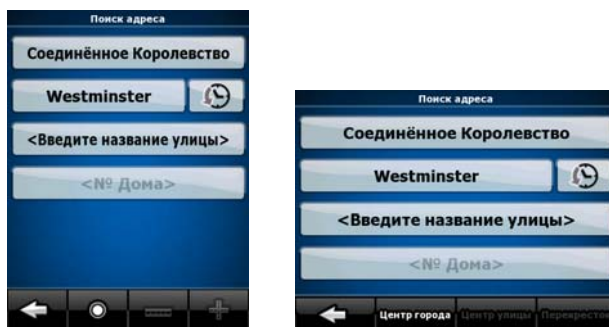 Поиск адреса
Соединённое Королевство
Westminster
<Введите название улицы>
<№ Дома>
Поиск адреса
Соединённое Королевство
Westminster
<Введите название улицы>
<№ Дома>
Центр города Центр улицы Перекресток